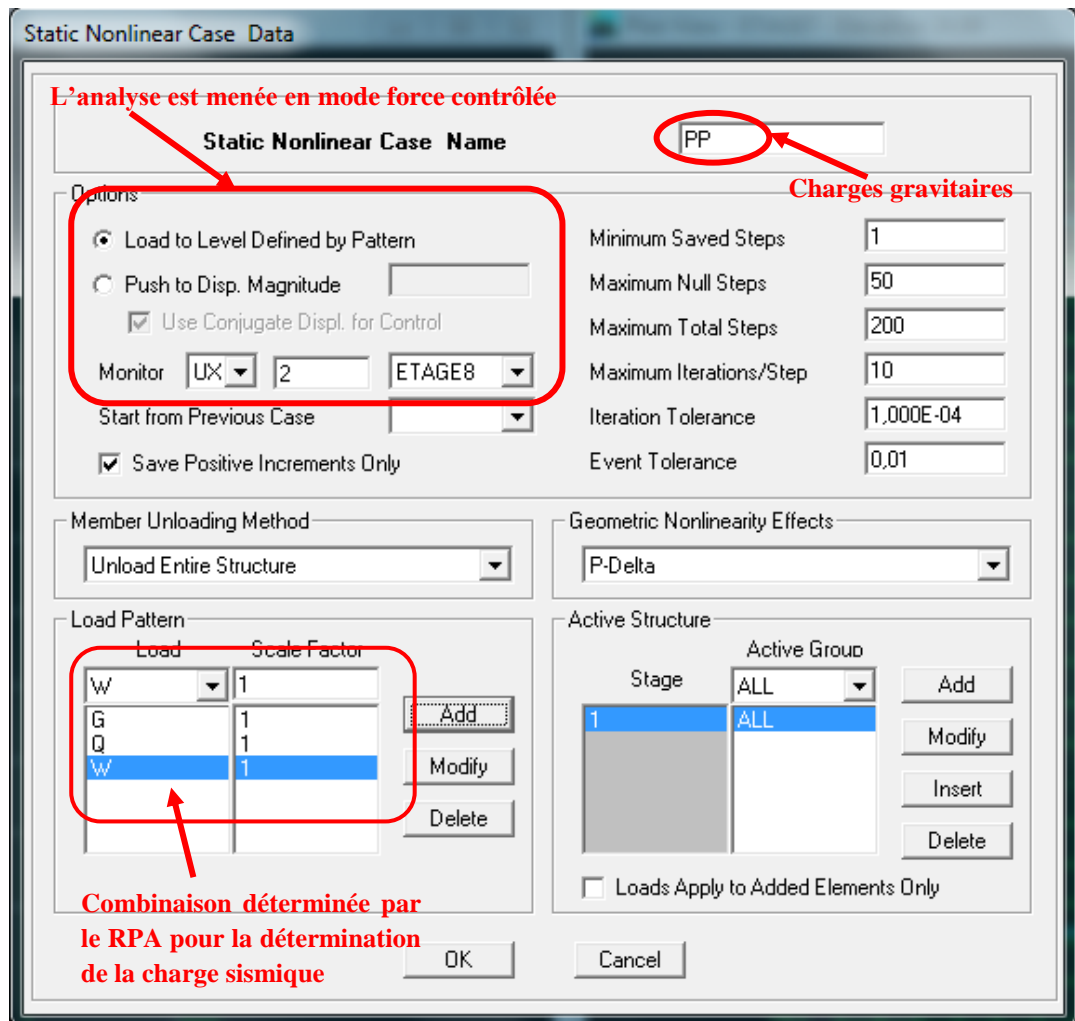 Static Nonlinear Case Data
L'analyse est menée en mode force contrôlée
Static Nonlinear Case Name
PP
Charges gravitaires
Options
Load to Level Defined by Pattern
Push to Disp. Magnitude
Use Conjugate Displ. for Control
Monitor UX 2 ETAGE8
Start from Previous Case
Save Positive Increments Only
Minimum Saved Steps 1
Maximum Null Steps 50
Maximum Total Steps 200
Maximum Iterations/Step 10
Iteration Tolerance 1,000E-04
Event Tolerance 0,01
Member Unloading Method
Unload Entire Structure
Geometric Nonlinearity Effects
P-Delta
Load Pattern
Load Scale Factor
W 1
G 1
Q 1
W 1
Add
Modify
Delete
Combinaison déterminée par
le RPA pour la détermination
de la charge sismique
Active Structure
Active Group
Stage ALL
1 ALL
Add
Modify
Insert
Delete
Loads Apply to Added Elements Only
OK
Cancel